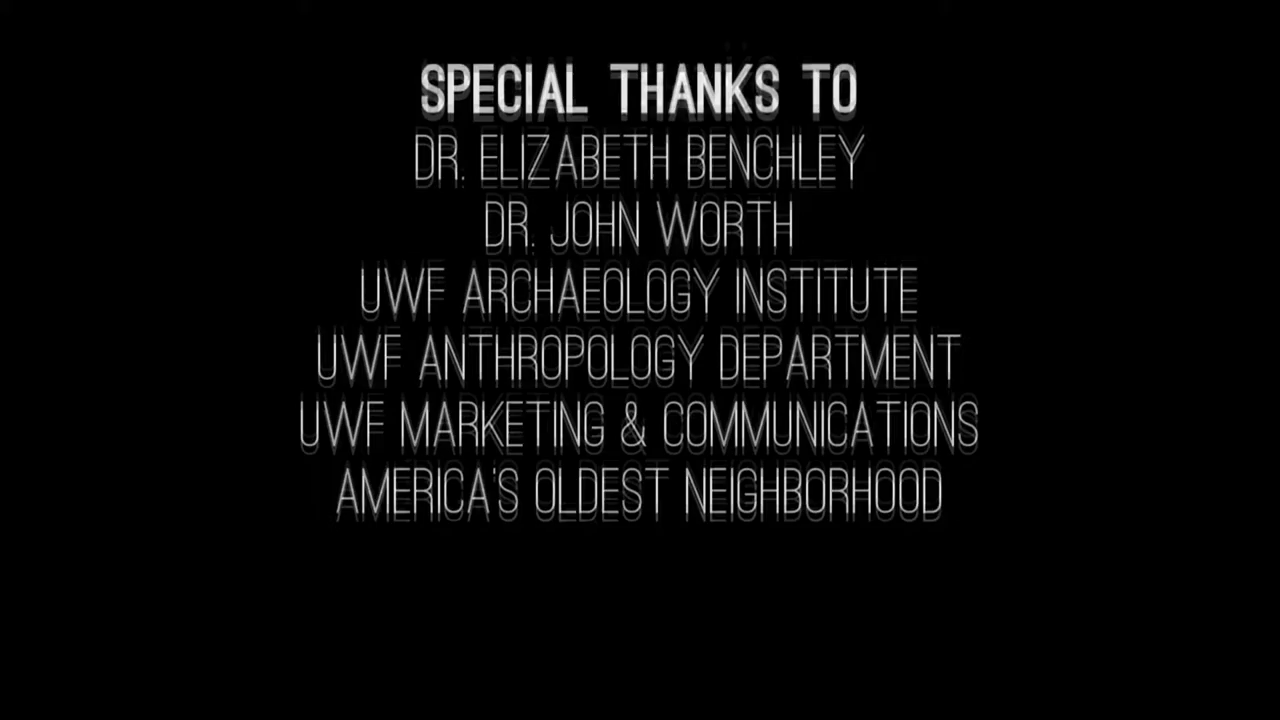 SPECIAL THANKS TO
DR. ELIZABETH BENCHLEY
DR. JOHN WORTH
UWF ARCHAEOLOGY INSTITUTE
UWF ANTHROPOLOGY DEPARTMENT
UWF MARKETING & COMMUNICATIONS
AMERICA'S OLDEST NEIGHBORHOOD